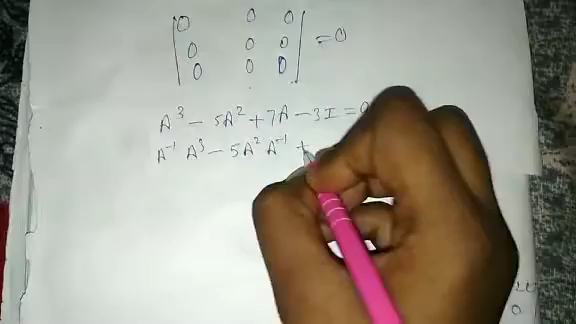 0 0 0
0 0 0 = 0
0 0 0
A³ - 5A² + 7A - 3I = 0
A⁻¹ A³ - 5A² A⁻¹ +